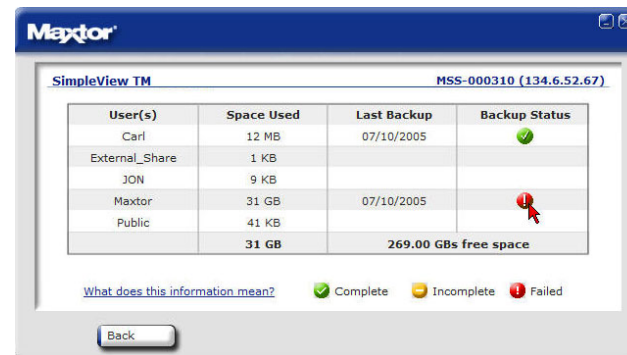 Maxtor
SimpleView TM MSS-000310 (134.6.52.67)
User(s) Space Used Last Backup Backup Status
Carl 12 MB 07/10/2005
External_Share 1 KB
JON 9 KB
Maxtor 31 GB 07/10/2005
Public 41 KB
31 GB 269.00 GBs free space
What does this information mean? Complete Incomplete Failed
Back